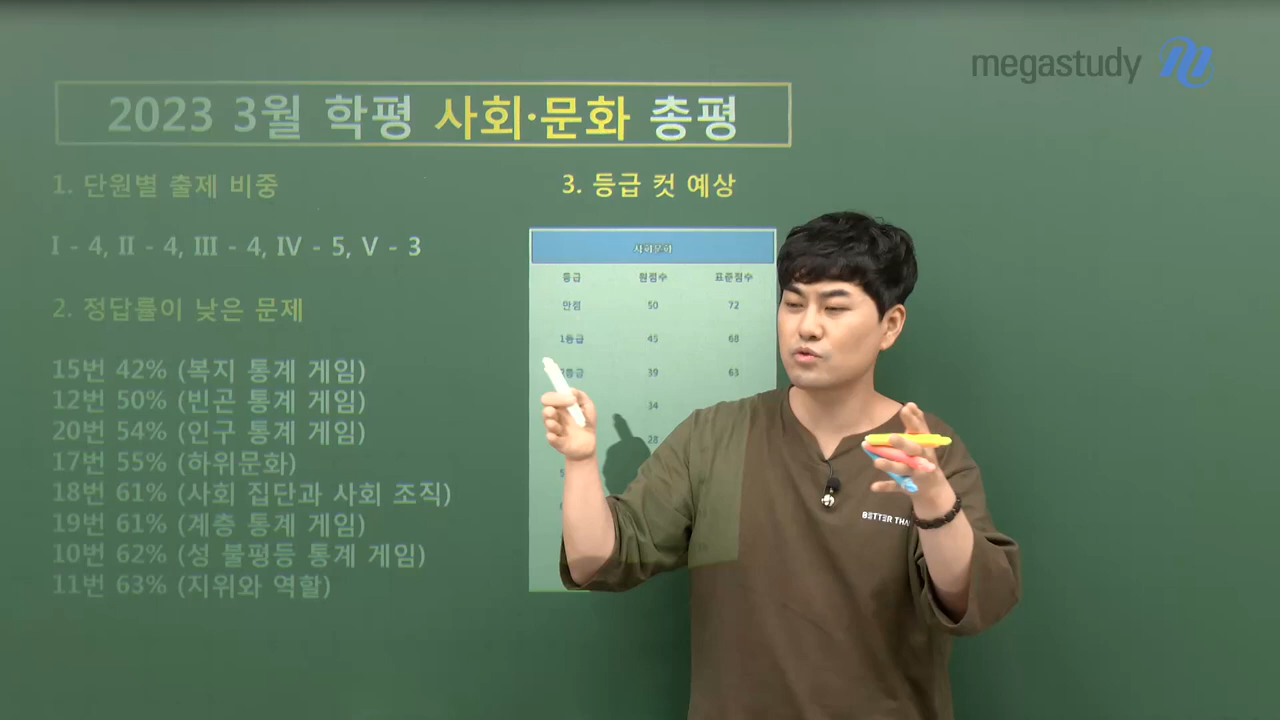 megastudy
2023 3월 학평 사회·문화 총평
1. 단원별 출제 비중
I - 4, II - 4, III - 4, IV - 5, V - 3
2. 정답률이 낮은 문제
15번 42% (복지 통계 게임)
12번 50% (빈곤 통계 게임)
20번 54% (인구 통계 게임)
17번 55% (하위문화)
18번 61% (사회 집단과 사회 조직)
19번 61% (계층 통계 게임)
10번 62% (성 불평등 통계 게임)
11번 63% (지위와 역할)
3. 등급 컷 예상
사회문화
등급 원점수 표준점수
만점 50 72
1등급 45 68
39 63
34
28
BETTER THA